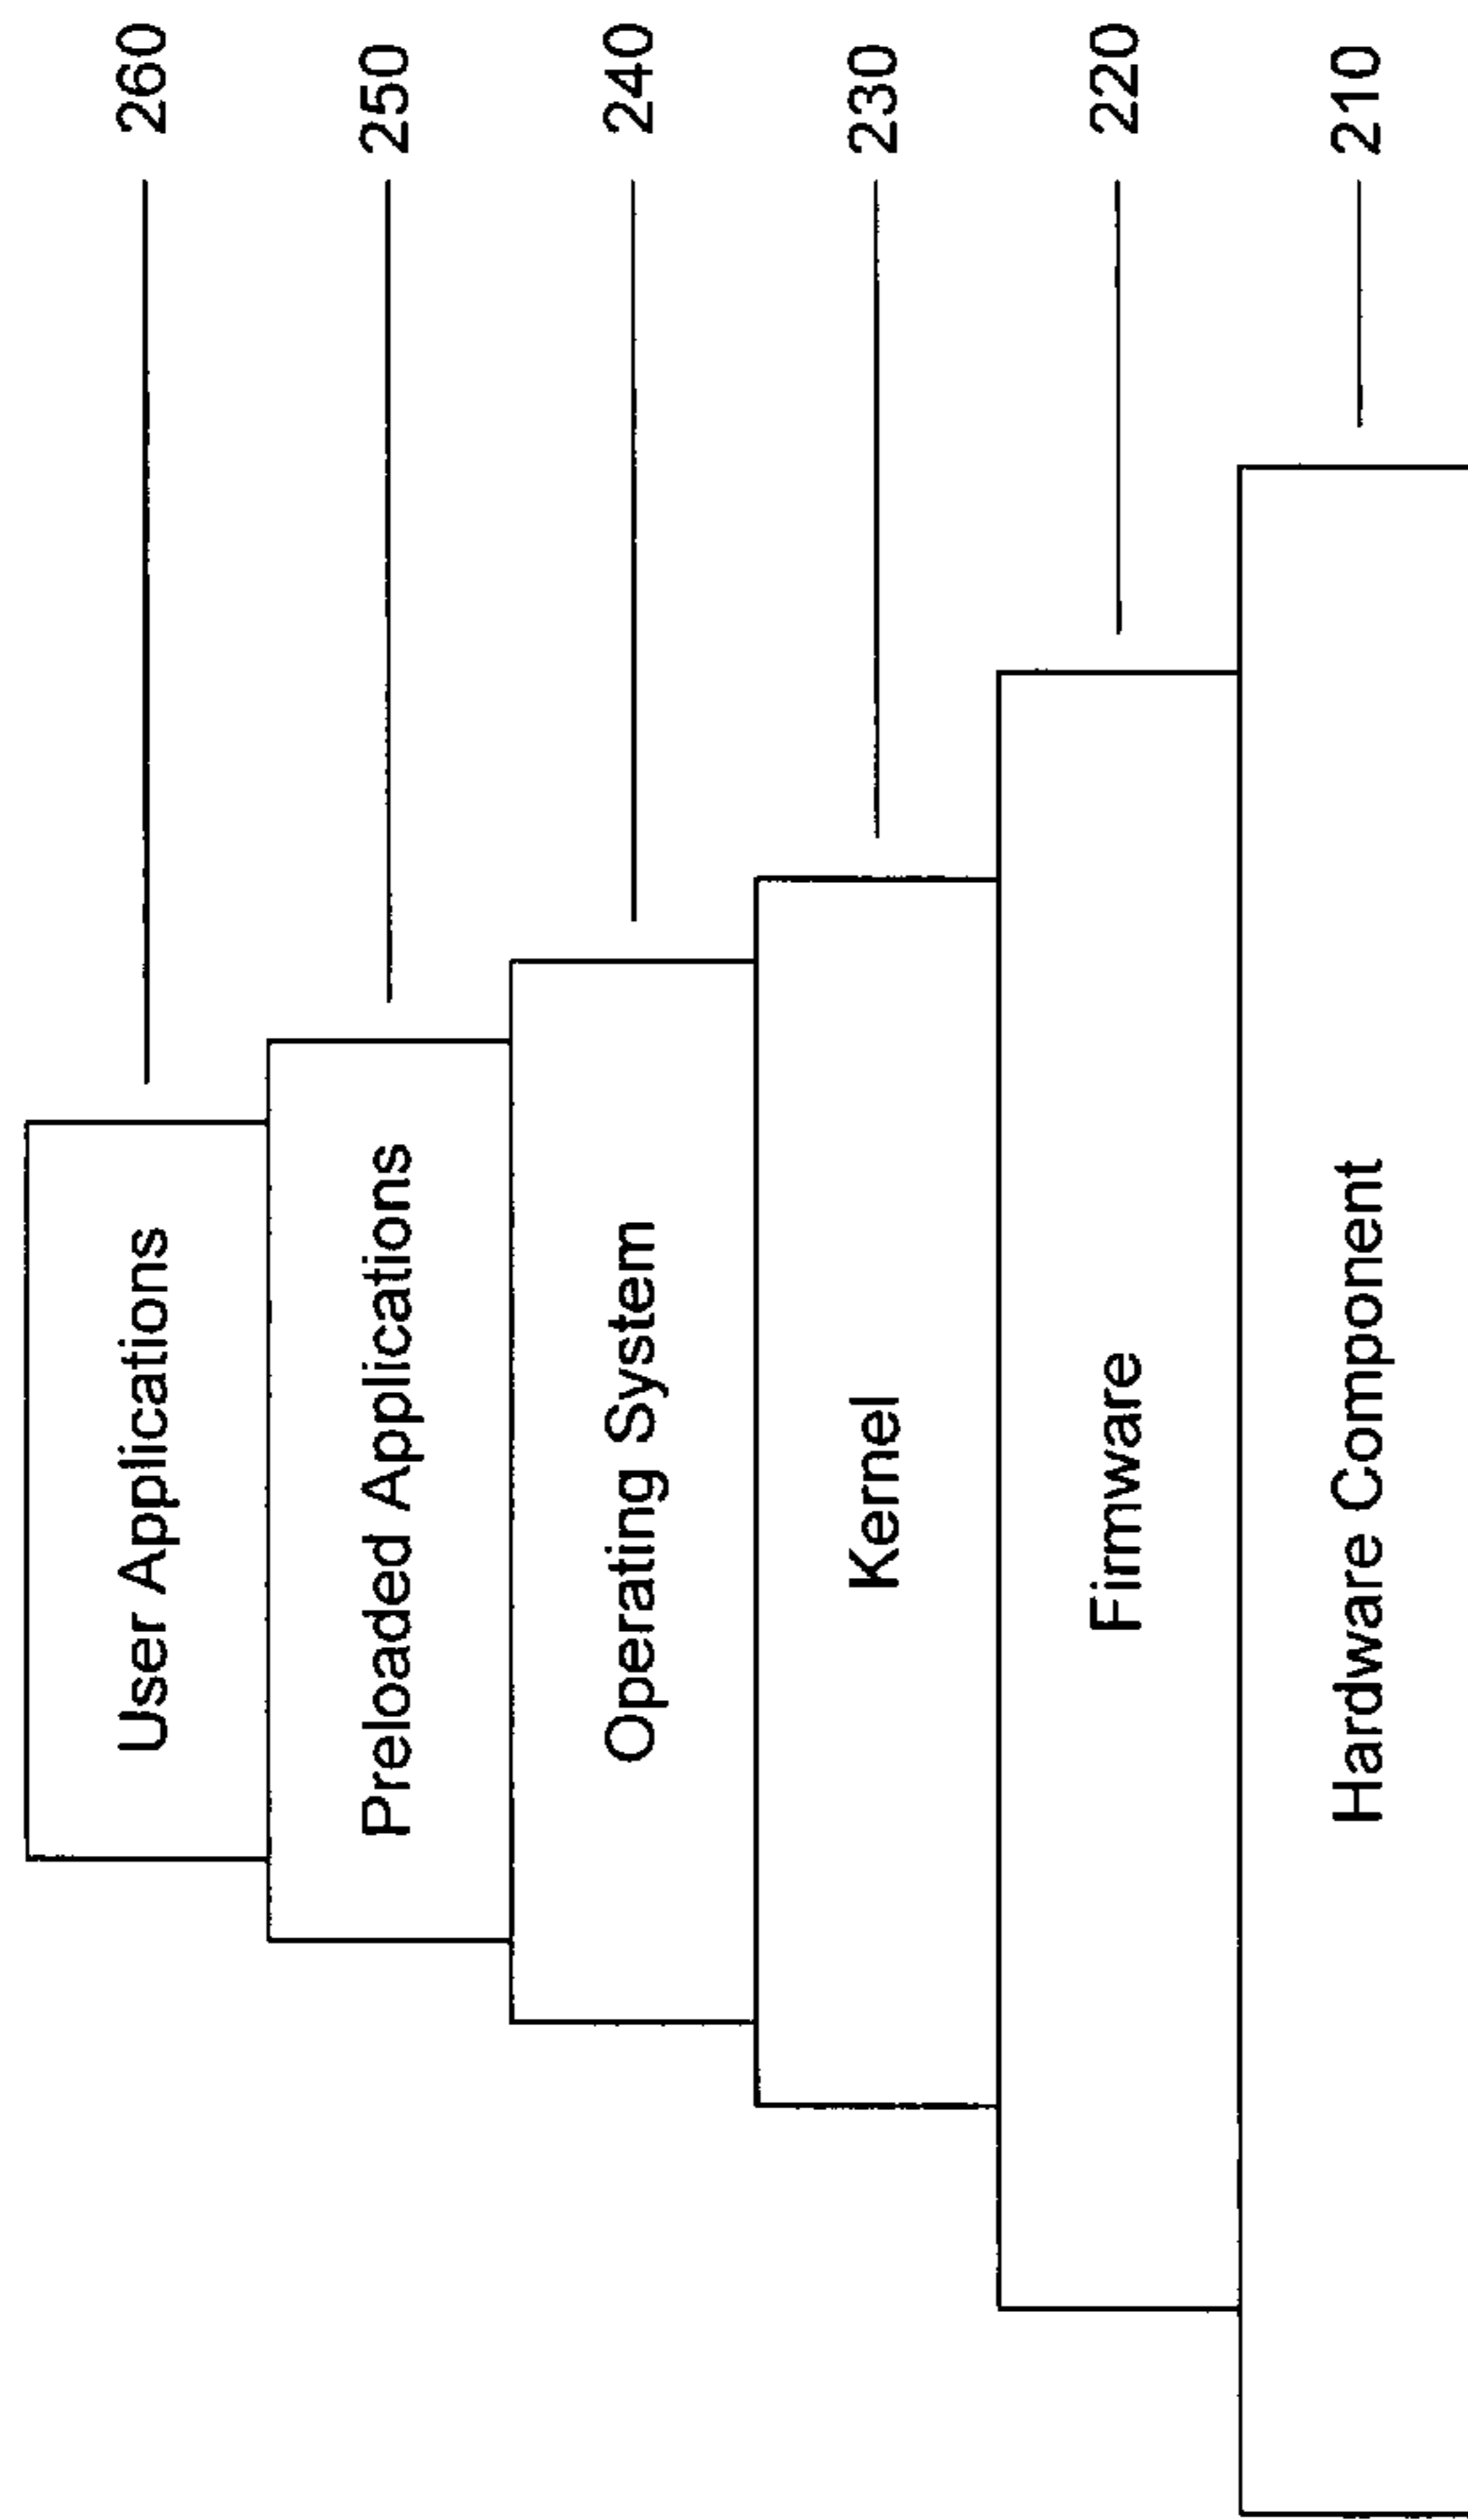 User Applications 260
Preloaded Applications 250
Operating System 240
Kernel 230
Firmware 220
Hardware Component 210